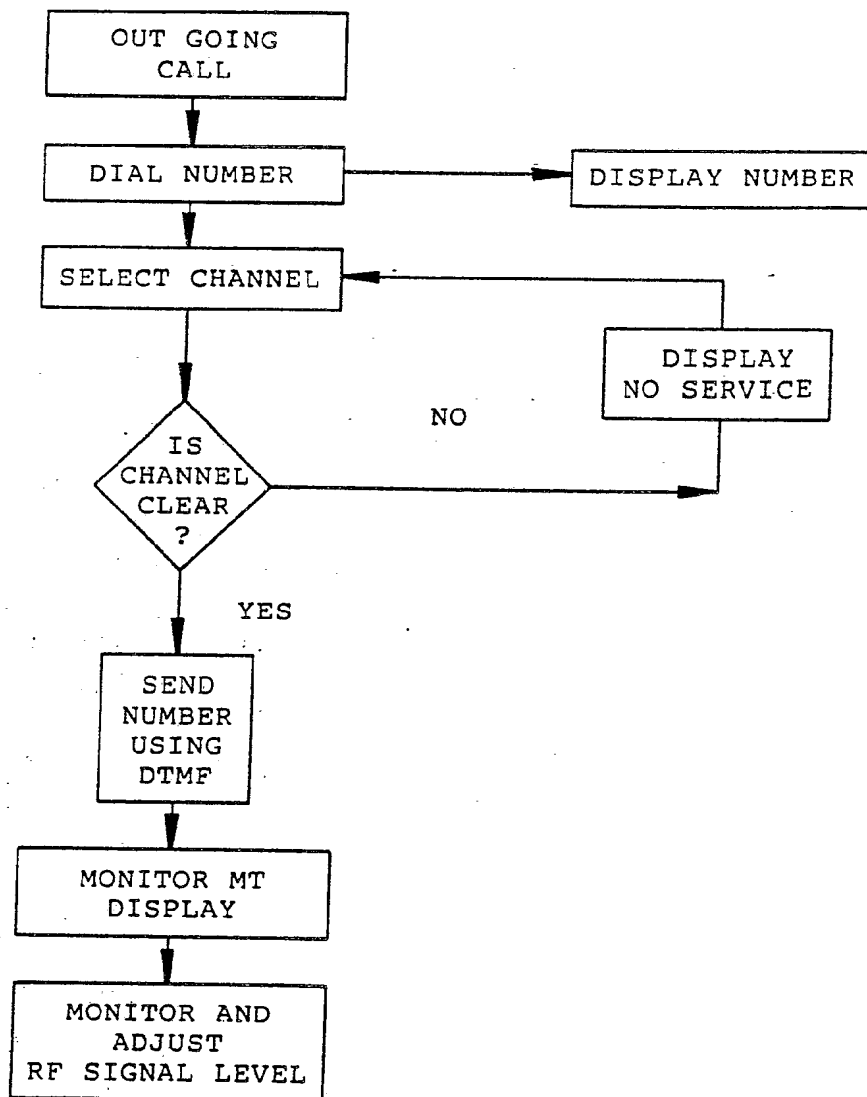 OUT GOING
CALL
DIAL NUMBER
DISPLAY NUMBER
SELECT CHANNEL
DISPLAY
NO SERVICE
NO
IS
CHANNEL
CLEAR
?
YES
SEND
NUMBER
USING
DTMF
MONITOR MT
DISPLAY
MONITOR AND
ADJUST
RF SIGNAL LEVEL